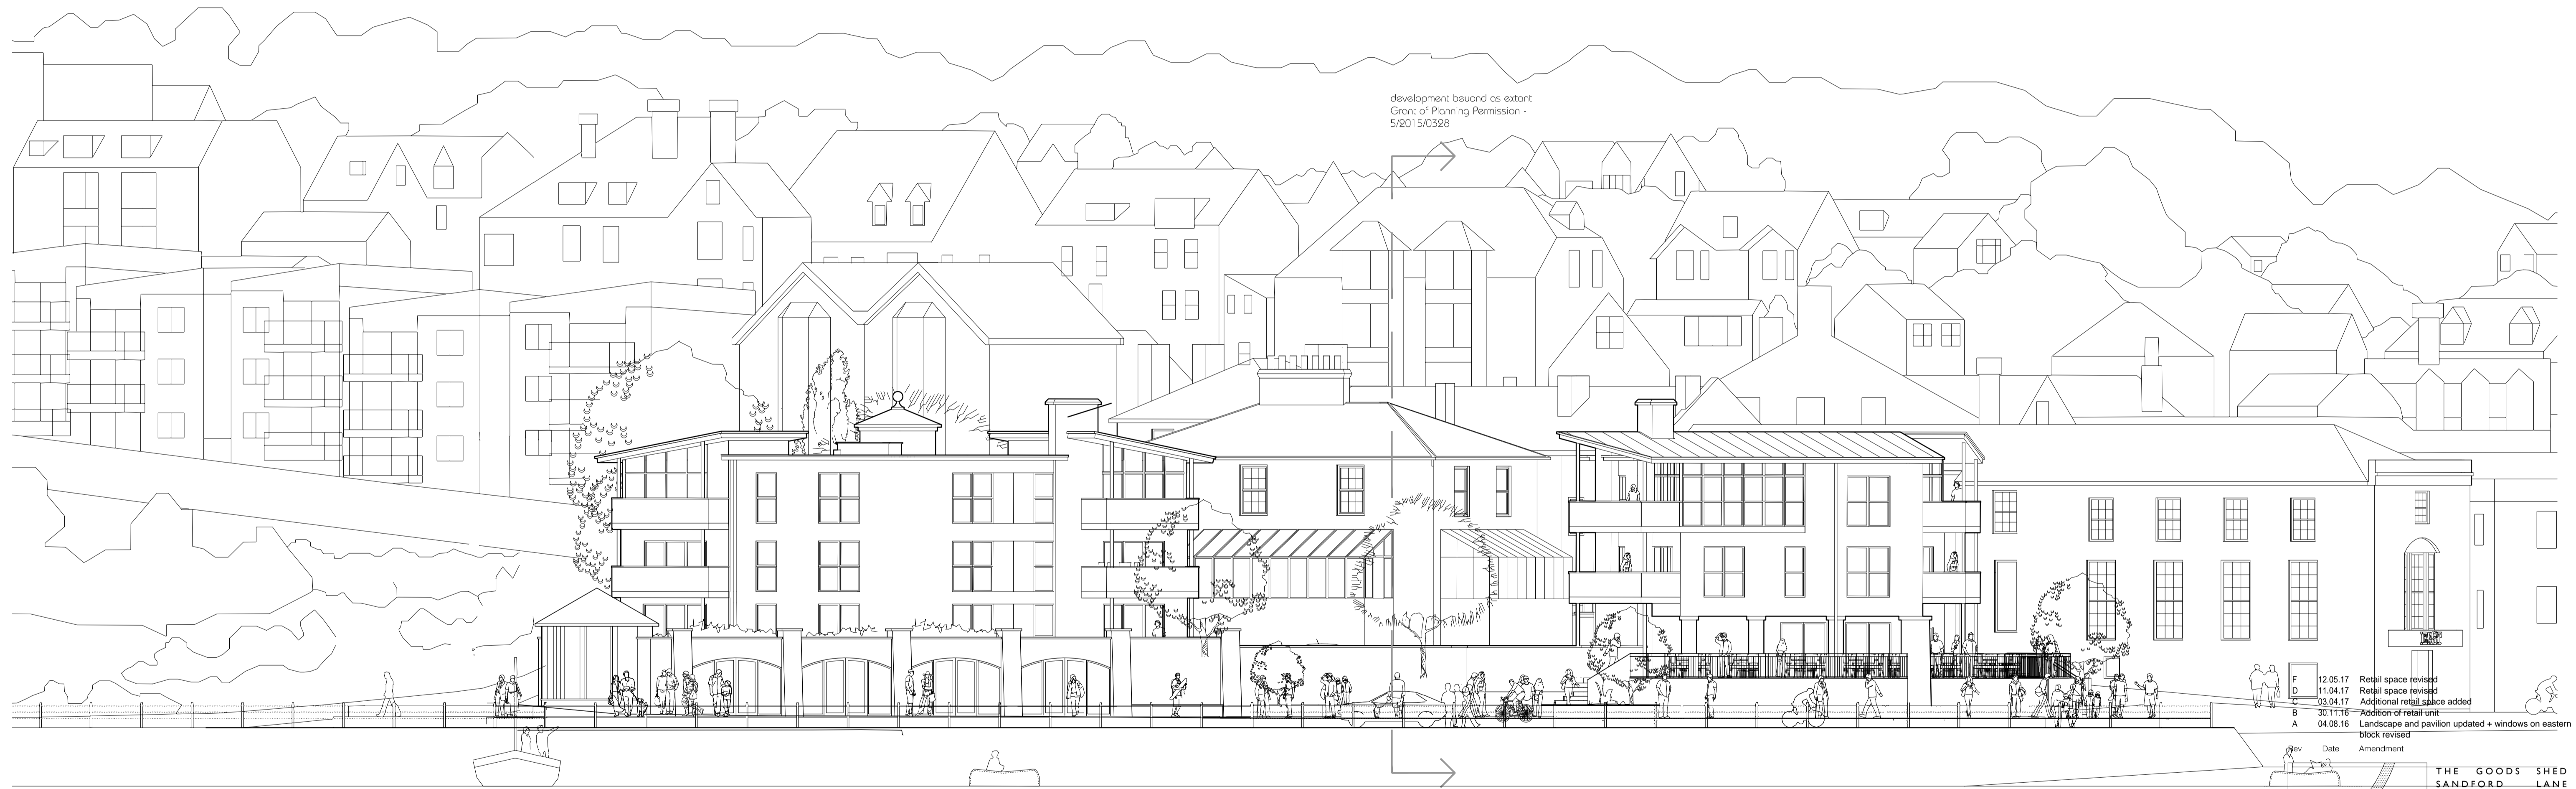 development beyond as extant
Grant of Planning Permission -
5/2015/0328
F 12.05.17 Retail space revised
D 11.04.17 Retail space revised
C 03.04.17 Additional retail space added
B 30.11.16 Addition of retail unit
A 04.08.16 Landscape and pavilion updated + windows on eastern
block revised
Rev Date Amendment
THE GOODS SHED
SANDFORD LANE